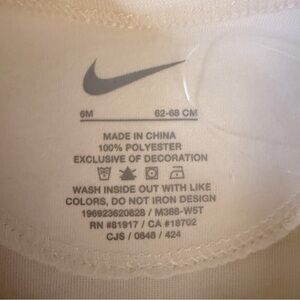 6M 62-68 CM
MADE IN CHINA
100% POLYESTER
EXCLUSIVE OF DECORATION
WASH INSIDE OUT WITH LIKE
COLORS, DO NOT IRON DESIGN
196923620828 / M388-W5T
RN #81917 / CA #18702
CJS / 0848 / 424